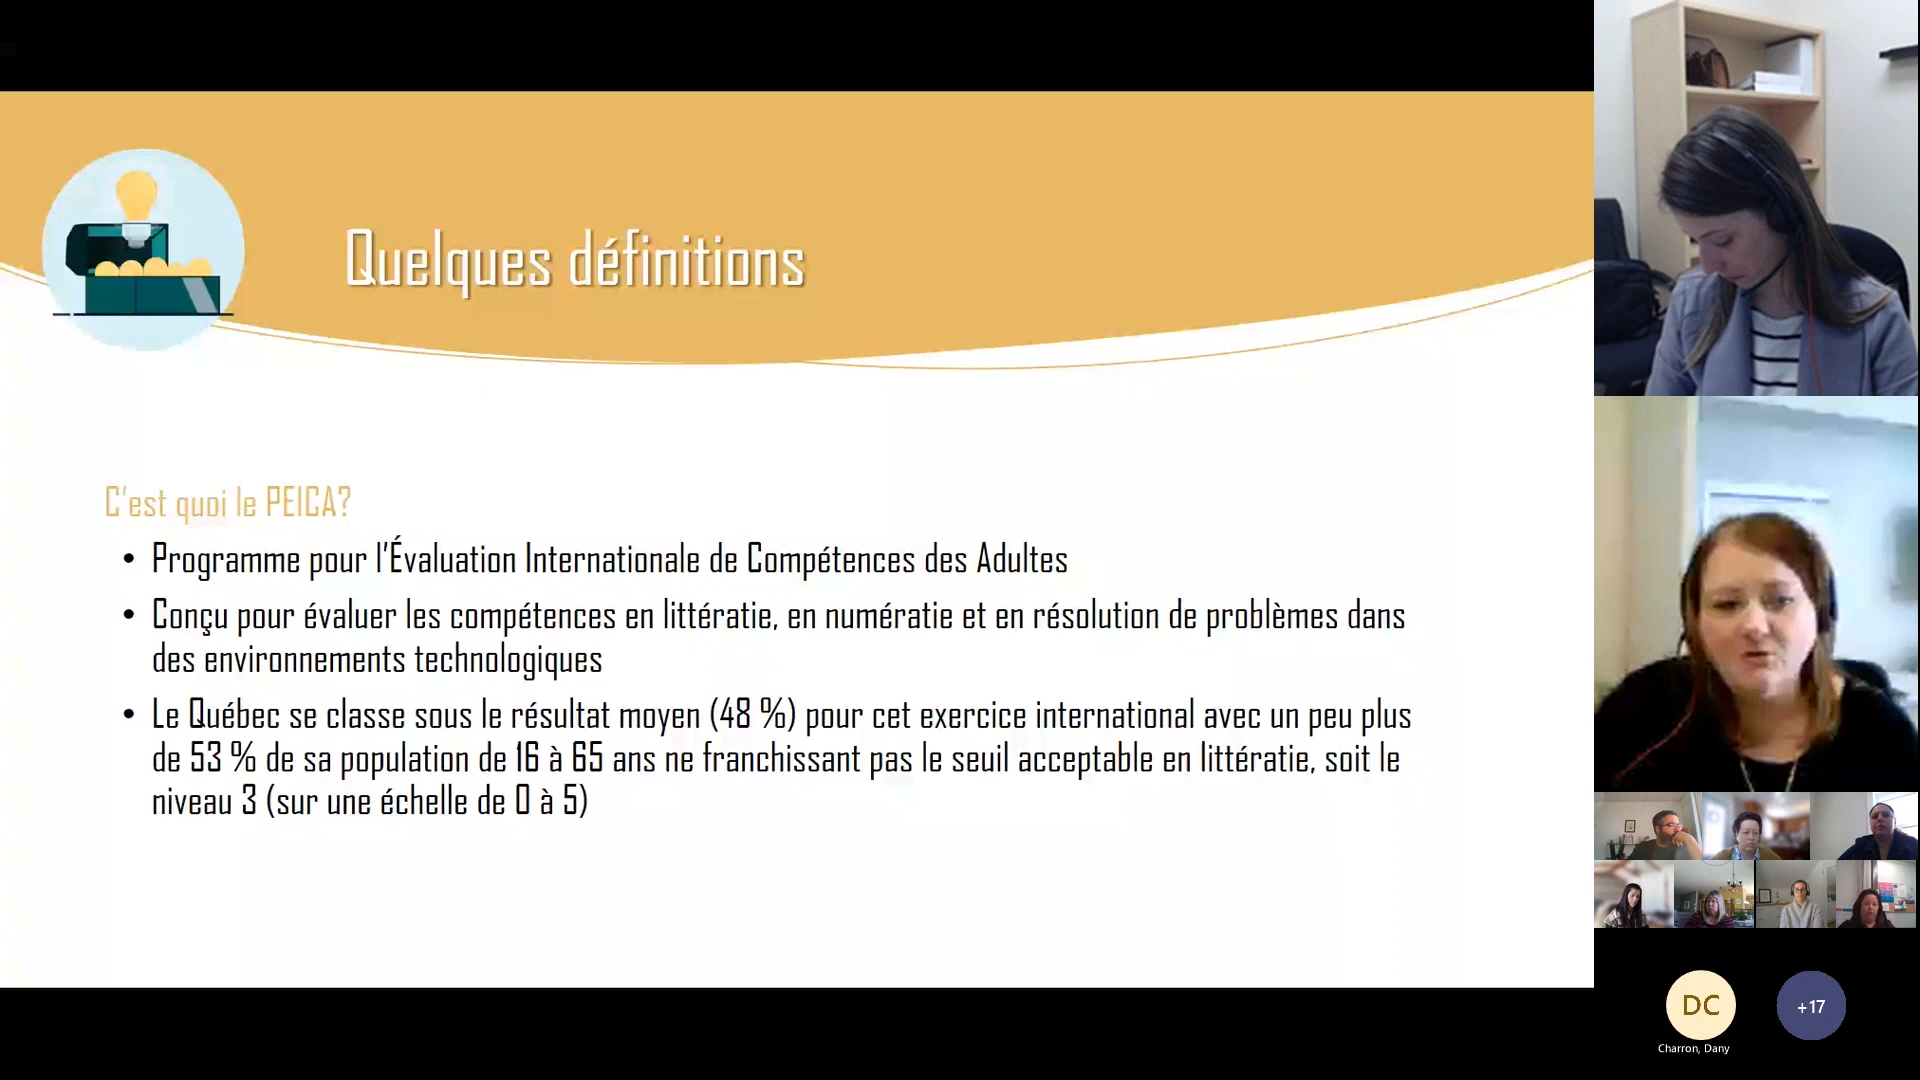 Quelques définitions
C'est quoi le PEICA?
• Programme pour l'Évaluation Internationale de Compétences des Adultes
• Conçu pour évaluer les compétences en littératie, en numératie et en résolution de problèmes dans
des environnements technologiques
• Le Québec se classe sous le résultat moyen (48 %) pour cet exercice international avec un peu plus
de 53 % de sa population de 16 à 65 ans ne franchissant pas le seuil acceptable en littératie, soit le
niveau 3 (sur une échelle de 0 à 5)
DC
+17
Charron, Dany